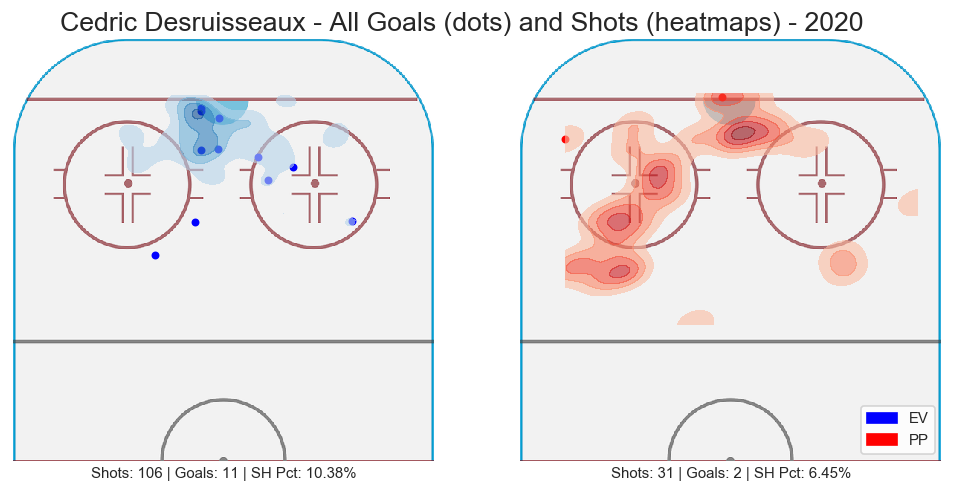 Cedric Desruisseaux - All Goals (dots) and Shots (heatmaps) - 2020
EV
PP
Shots: 106 | Goals: 11 | SH Pct: 10.38%
Shots: 31 | Goals: 2 | SH Pct: 6.45%